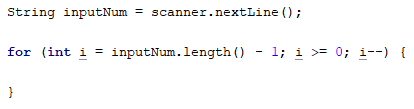 String inputNum = scanner.nextLine();
for (int i = inputNum.length() - 1; i >= 0; i--) {
}